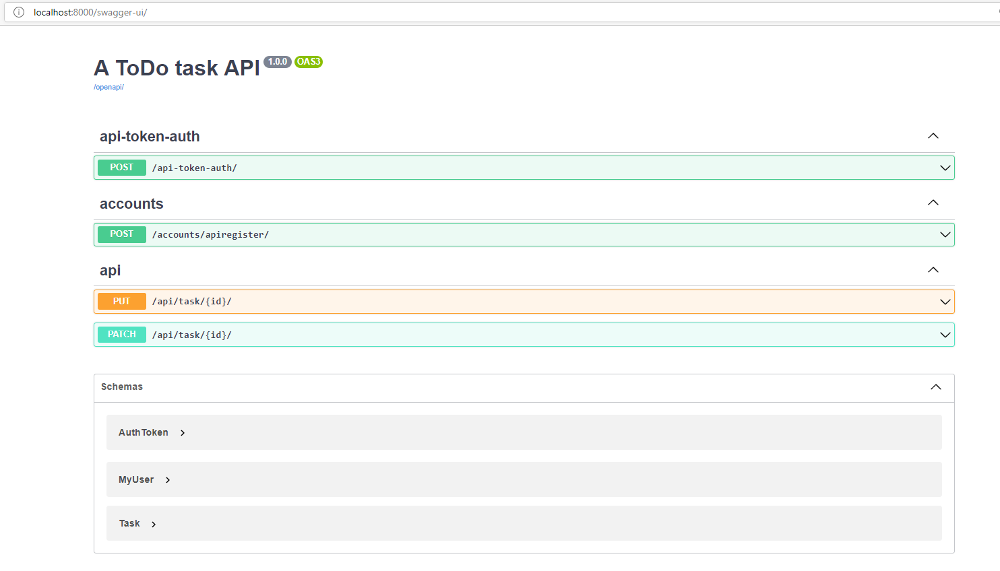 localhost:8000/swagger-ui/
A ToDo task API 1.0.0 OAS3
/openapi/
api-token-auth
POST /api-token-auth/
accounts
POST /accounts/apiregister/
api
PUT /api/task/{id}/
PATCH /api/task/{id}/
Schemas
AuthToken
MyUser
Task